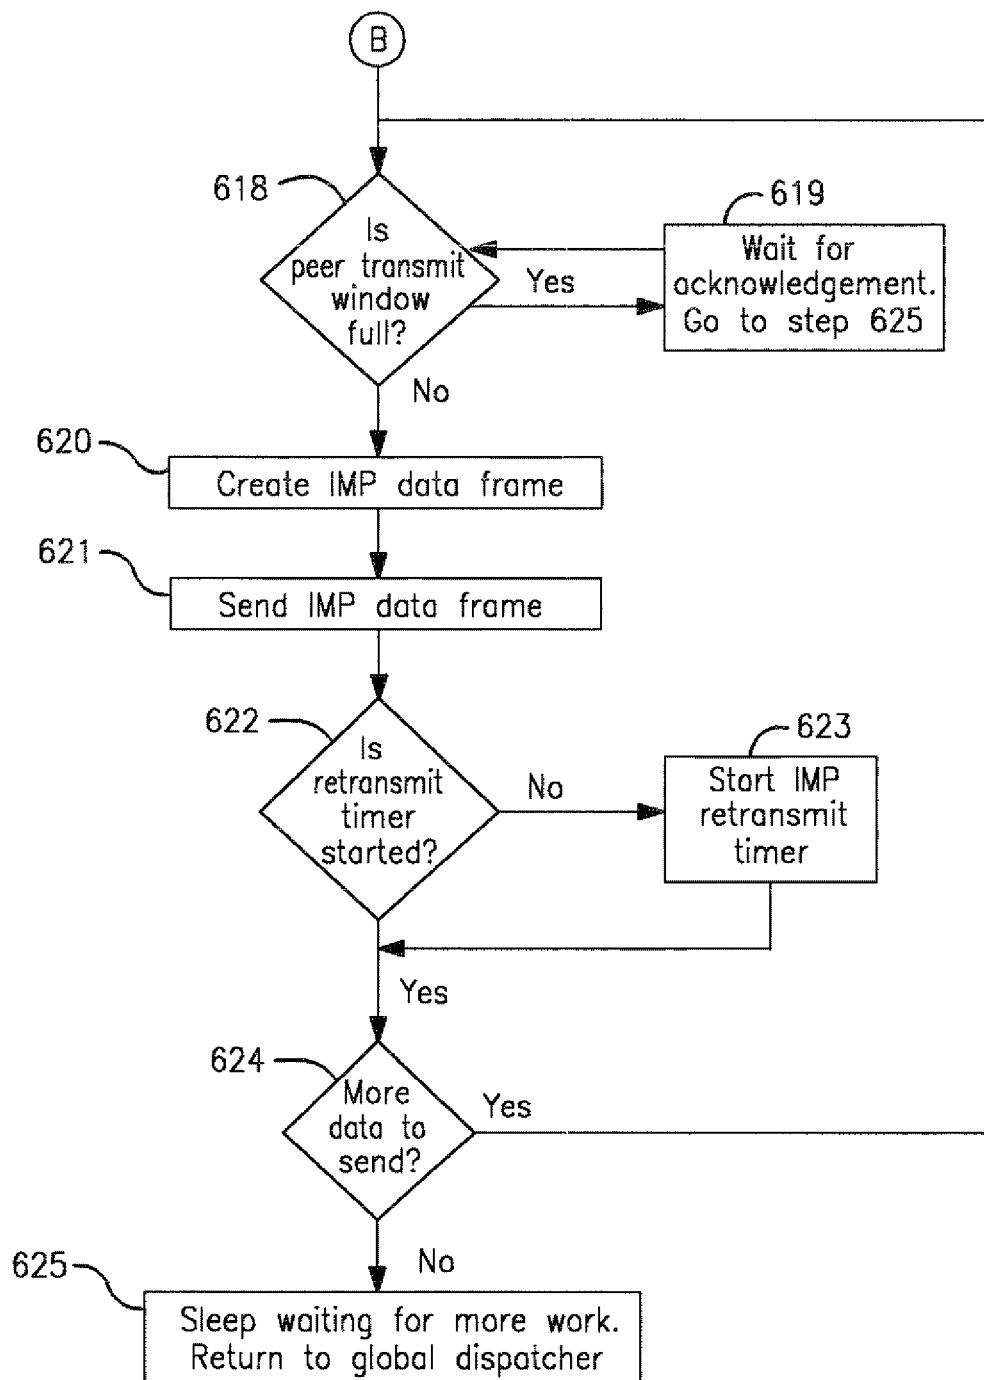 B
618
Is
peer transmit
window
full?
Yes
619
Wait for
acknowledgement.
Go to step 625
No
620
Create IMP data frame
621
Send IMP data frame
622
Is
retransmit
timer
started?
No
623
Start IMP
retransmit
timer
Yes
624
More
data to
send?
Yes
No
625
Sleep waiting for more work.
Return to global dispatcher